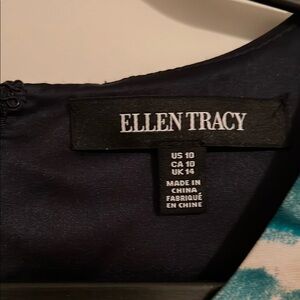 ELLEN TRACY
US 10
CA 10
UK 14
MADE IN
CHINA
FABRIQUÉ
EN CHINE